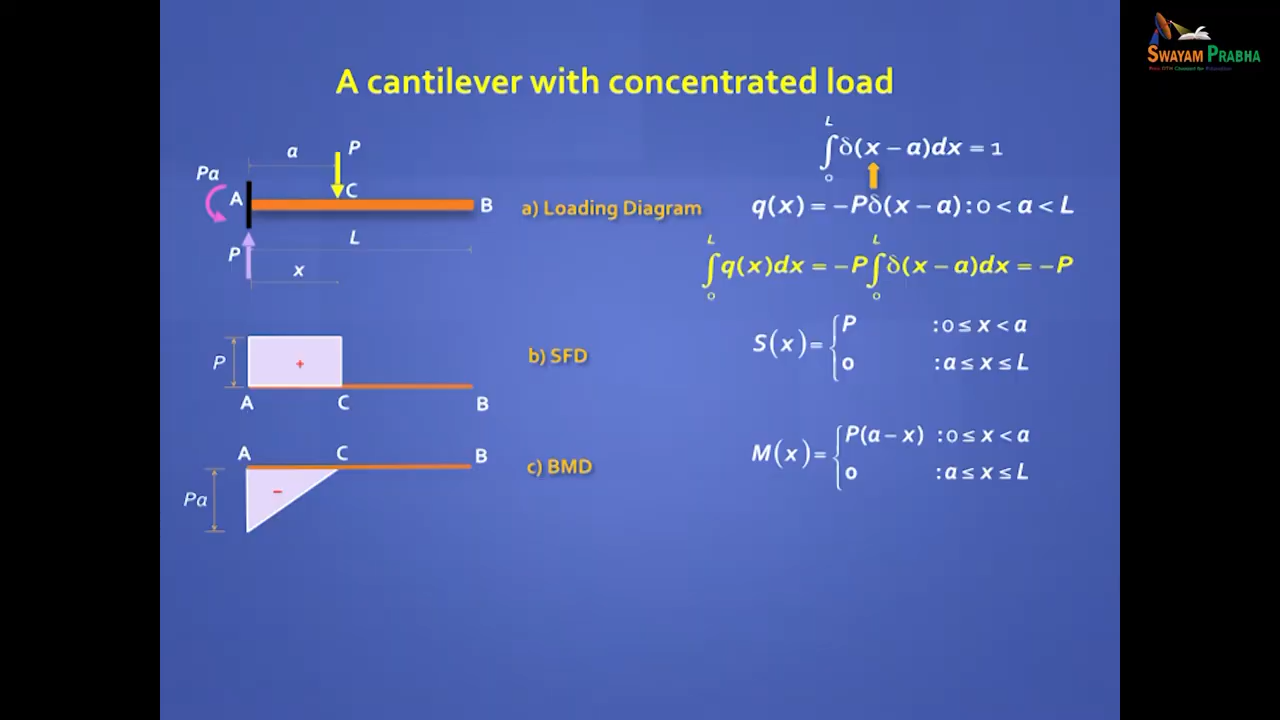 SWAYAM PRABHA
A cantilever with concentrated load
L
∫δ(x – a)dx = 1
0
a
P
Pa
A
C
B
a) Loading Diagram
q(x) = –Pδ(x – a) : 0 < a < L
P
L
x
L L
∫q(x)dx = –P∫δ(x – a)dx = –P
0 0
P
+
A
C
B
b) SFD
S(x) = { P : 0 ≤ x < a
0 : a ≤ x ≤ L
A
C
B
Pa
–
c) BMD
M(x) = { P(a – x) : 0 ≤ x < a
0 : a ≤ x ≤ L